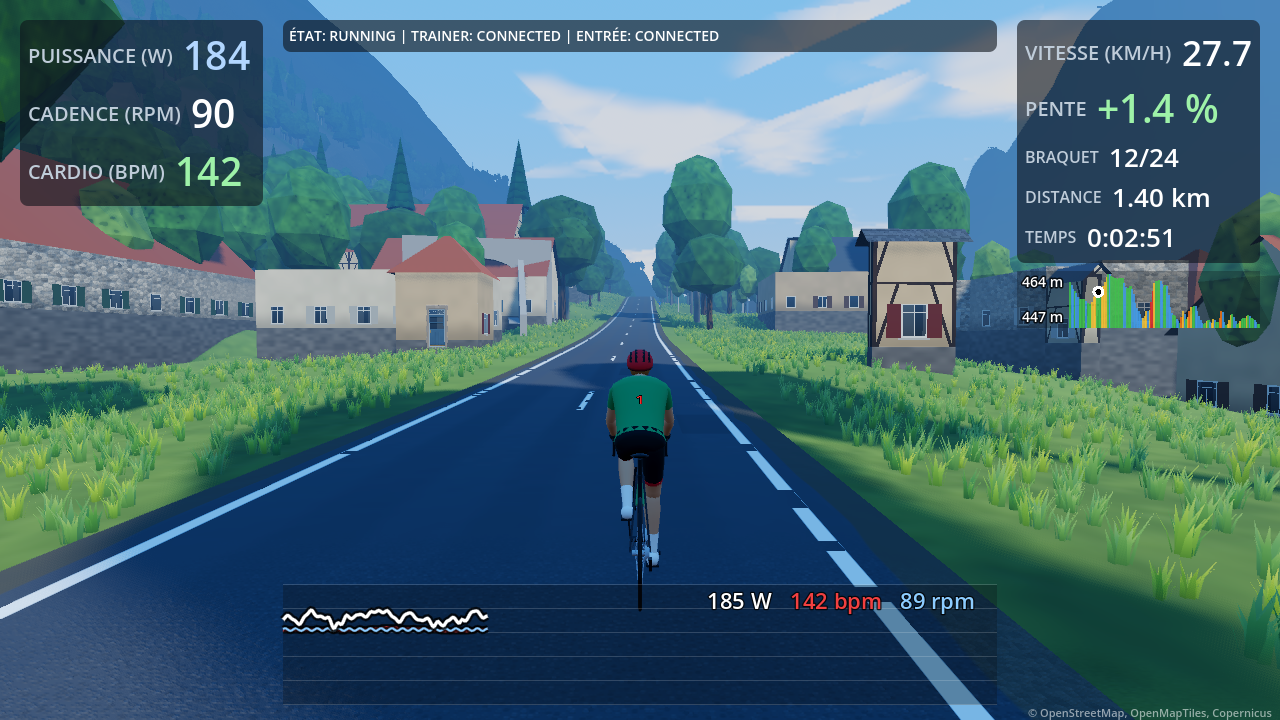 PUISSANCE (W) 184
CADENCE (RPM) 90
CARDIO (BPM) 142
ÉTAT: RUNNING | TRAINER: CONNECTED | ENTRÉE: CONNECTED
VITESSE (KM/H) 27.7
PENTE +1.4 %
BRAQUET 12/24
DISTANCE 1.40 km
TEMPS 0:02:51
464 m
447 m
1
185 W 142 bpm 89 rpm
© OpenStreetMap, OpenMapTiles, Copernicus